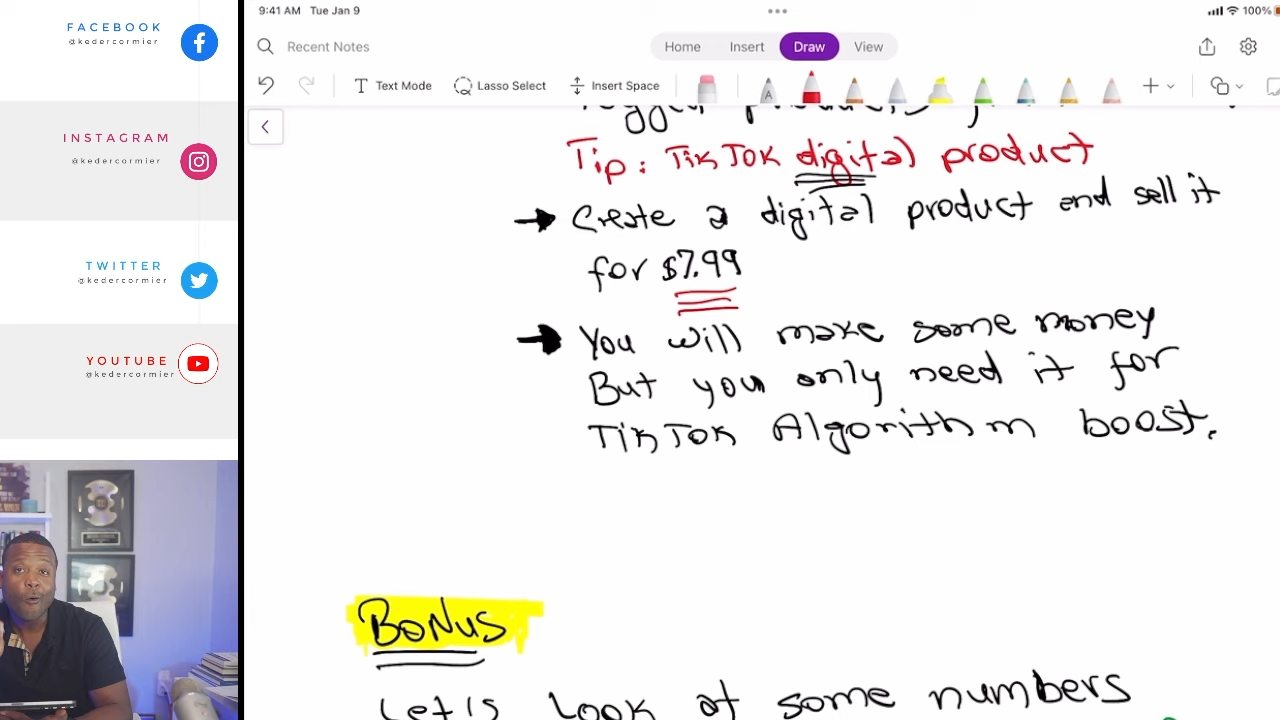 FACEBOOK
@kedercormier
INSTAGRAM
@kedercormier
TWITTER
@kedercormier
YOUTUBE
@kedercormier
9:41 AM Tue Jan 9
100%
Recent Notes
Home Insert Draw View
Text Mode Lasso Select Insert Space
A
Tip: TikTok digital product
Create a digital product and sell it
for $7.99
You will make some money
But you only need it for
TikTok Algorithm boost.
BONUS
Let's Look at some numbers